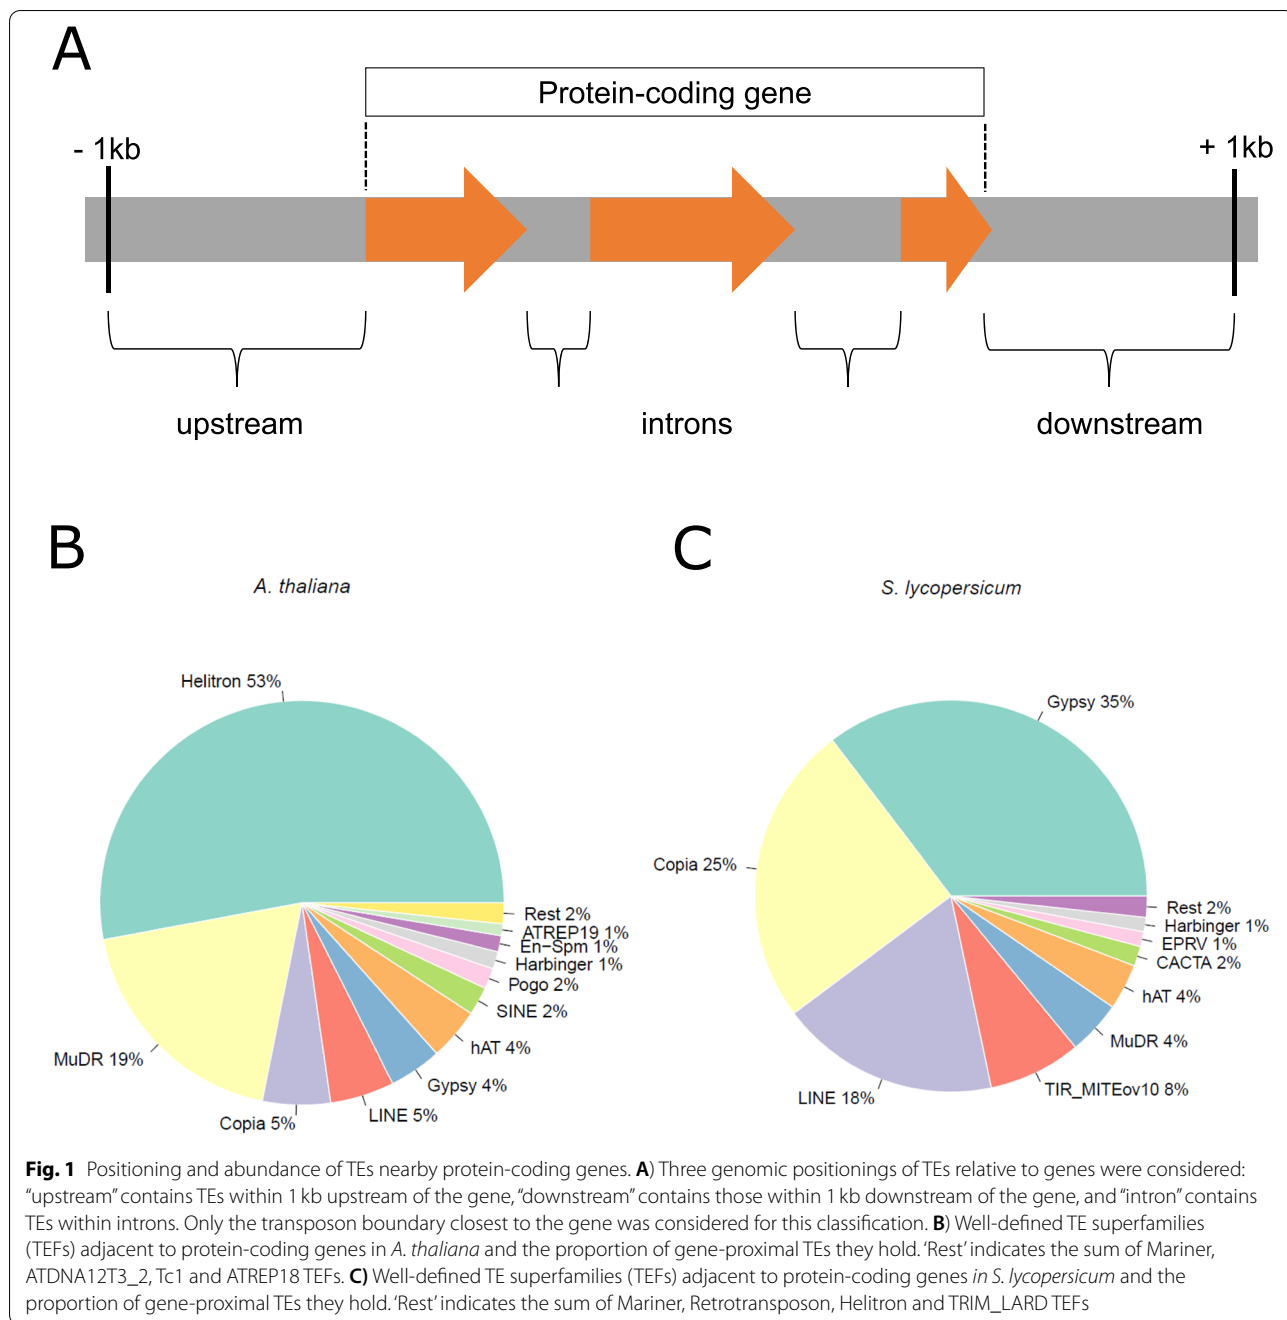 A
Protein-coding gene
- 1kb
+ 1kb
upstream
introns
downstream
B
A. thaliana
Helitron 53%
MuDR 19%
Copia 5%
LINE 5%
Gypsy 4%
hAT 4%
SINE 2%
Pogo 2%
Harbinger 1%
En−Spm 1%
ATREP19 1%
Rest 2%
C
S. lycopersicum
Gypsy 35%
Copia 25%
LINE 18%
TIR_MITEov10 8%
MuDR 4%
hAT 4%
CACTA 2%
EPRV 1%
Harbinger 1%
Rest 2%
Fig. 1 Positioning and abundance of TEs nearby protein-coding genes. A) Three genomic positionings of TEs relative to genes were considered:
“upstream” contains TEs within 1 kb upstream of the gene, “downstream” contains those within 1 kb downstream of the gene, and “intron” contains
TEs within introns. Only the transposon boundary closest to the gene was considered for this classification. B) Well-defined TE superfamilies
(TEFs) adjacent to protein-coding genes in A. thaliana and the proportion of gene-proximal TEs they hold. ‘Rest’ indicates the sum of Mariner,
ATDNA12T3_2, Tc1 and ATREP18 TEFs. C) Well-defined TE superfamilies (TEFs) adjacent to protein-coding genes in S. lycopersicum and the
proportion of gene-proximal TEs they hold. ‘Rest’ indicates the sum of Mariner, Retrotransposon, Helitron and TRIM_LARD TEFs